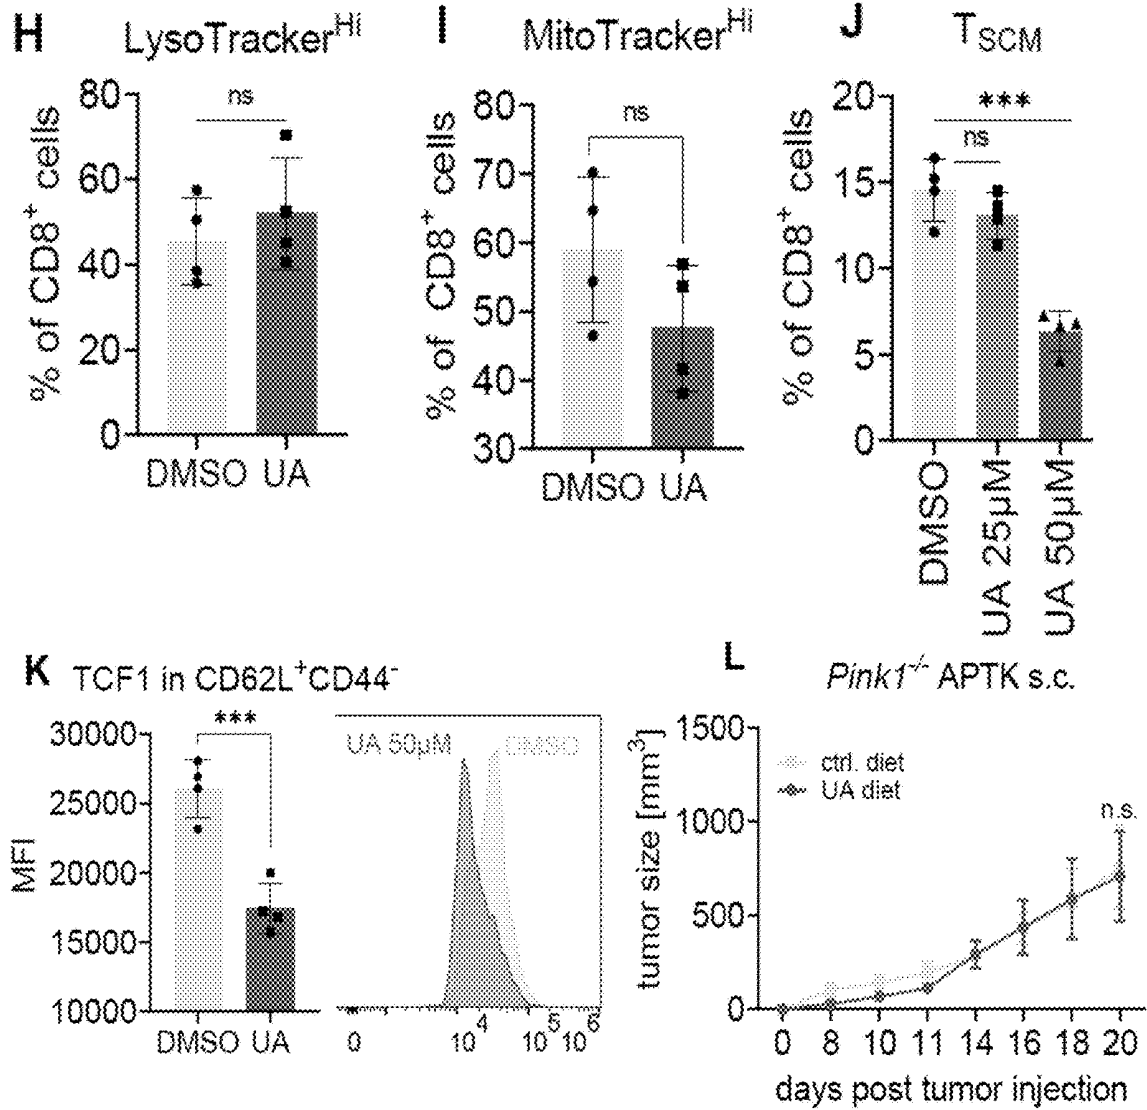 H LysoTracker^Hi
ns
% of CD8⁺ cells
80
60
40
20
0
DMSO UA
I MitoTracker^Hi
ns
% of CD8⁺ cells
80
70
60
50
40
30
DMSO UA
J T_SCM
***
ns
% of CD8⁺ cells
20
15
10
5
0
DMSO
UA 25µM
UA 50µM
K TCF1 in CD62L⁺CD44⁻
***
MFI
30000
25000
20000
15000
10000
DMSO UA
UA 50µM DMSO
0 10⁴ 10⁵ 10⁶
L Pink1⁻/⁻ APTK s.c.
tumor size [mm³]
1500
1000
500
0
ctrl. diet
UA diet
n.s.
0 8 10 11 14 16 18 20
days post tumor injection